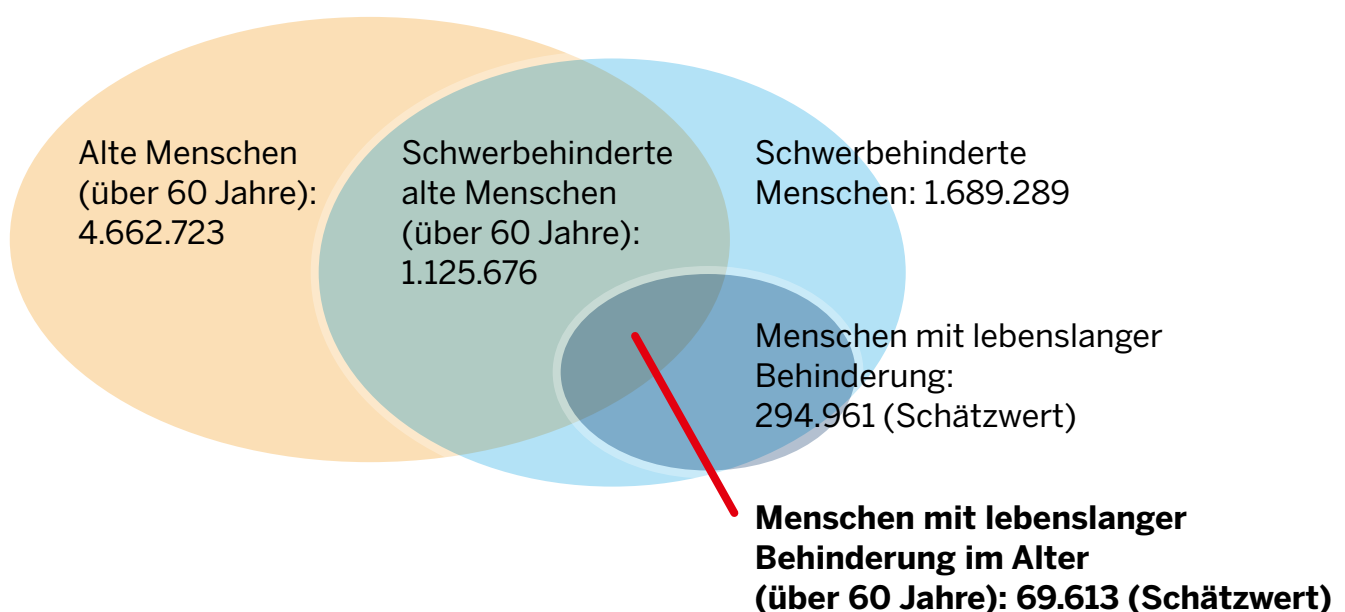 Alte Menschen
(über 60 Jahre):
4.662.723
Schwerbehinderte
alte Menschen
(über 60 Jahre):
1.125.676
Schwerbehinderte
Menschen: 1.689.289
Menschen mit lebenslanger
Behinderung:
294.961 (Schätzwert)
Menschen mit lebenslanger
Behinderung im Alter
(über 60 Jahre): 69.613 (Schätzwert)